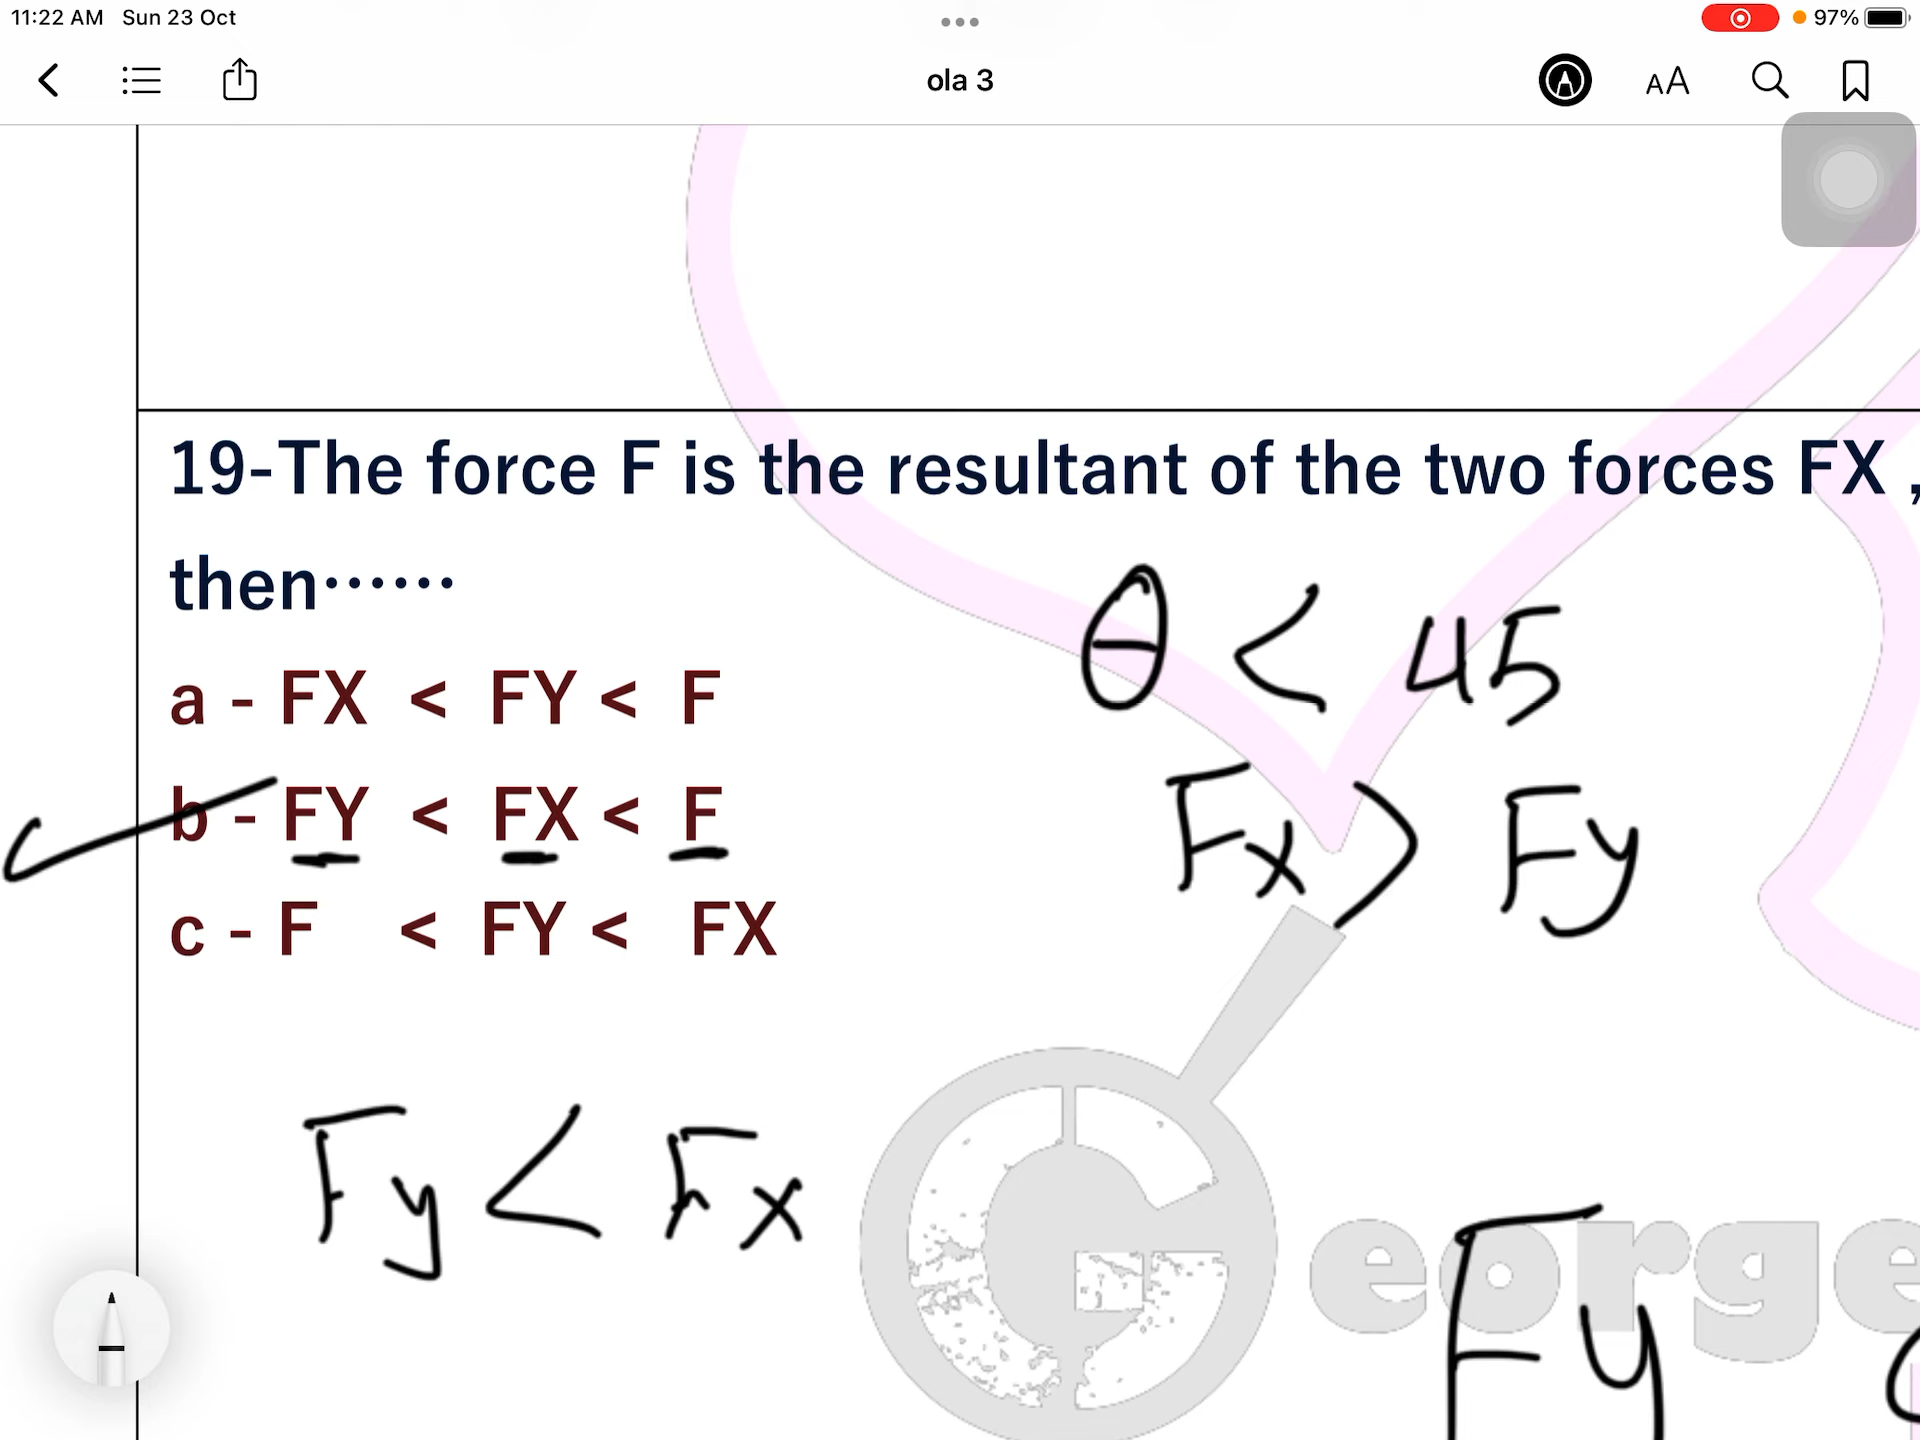 11:22 AM Sun 23 Oct
97%
ola 3
AA
19-The force F is the resultant of the two forces FX ,
then······
θ < 45
a - FX < FY < F
b - FY < FX < F
Fx > Fy
c - F < FY < FX
Fy < Fx
George
Fy